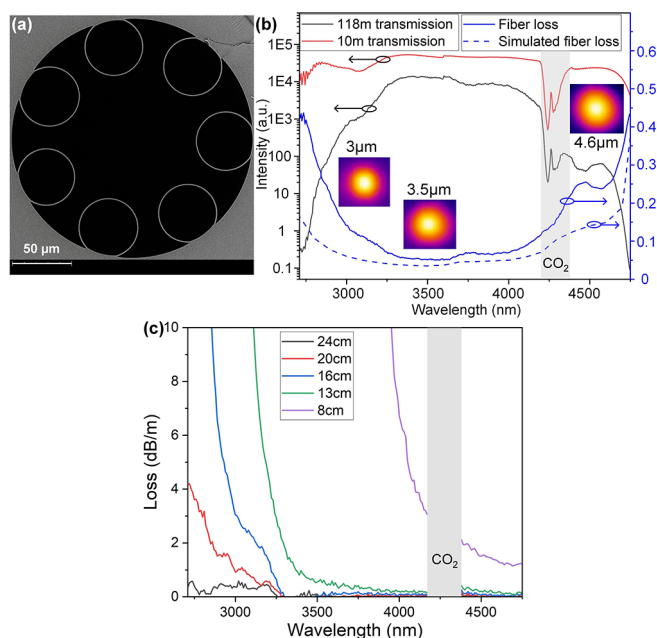 (a)
50 µm
(b)
118m transmission
10m transmission
Fiber loss
Simulated fiber loss
1E5
1E4
1E3
100
10
1
0.1
Intensity (a.u.)
0.6
0.5
0.4
0.3
0.2
0.1
0
3µm
3.5µm
4.6µm
CO2
3000
3500
4000
4500
Wavelength (nm)
(c)
24cm
20cm
16cm
13cm
8cm
10
8
6
4
2
0
Loss (dB/m)
CO2
3000
3500
4000
4500
Wavelength (nm)